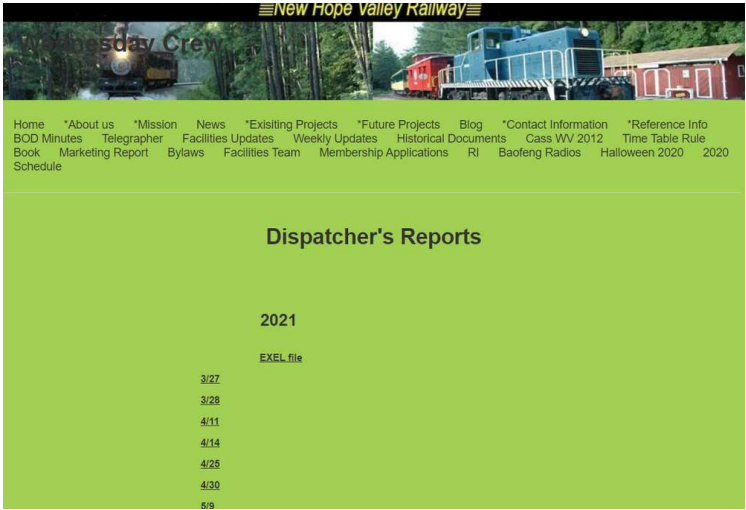 New Hope Valley Railway
Wednesday Crew
Home *About us *Mission News *Exisiting Projects *Future Projects Blog *Contact Information *Reference Info
BOD Minutes Telegrapher Facilities Updates Weekly Updates Historical Documents Cass WV 2012 Time Table Rule
Book Marketing Report Bylaws Facilities Team Membership Applications RI Baofeng Radios Halloween 2020 2020
Schedule
Dispatcher's Reports
2021
EXEL file
3/27
3/28
4/11
4/14
4/25
4/30
5/9